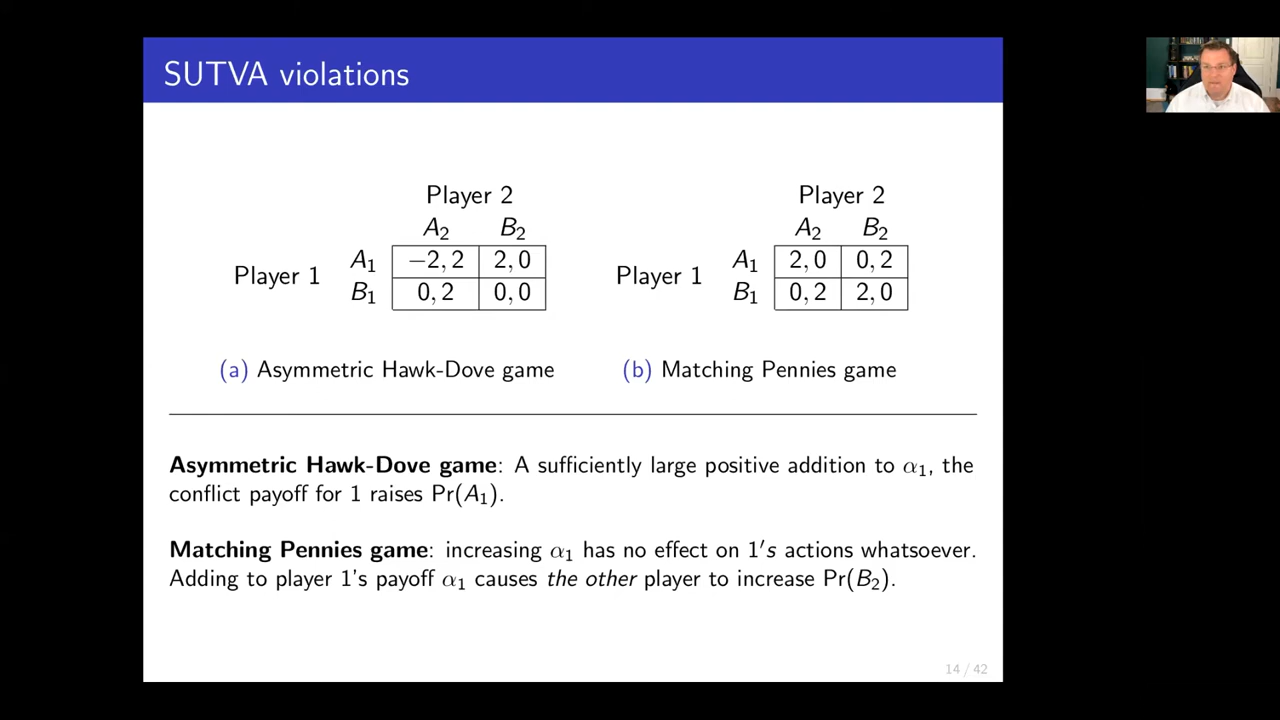 SUTVA violations
Player 2 Player 2
A₂ B₂ A₂ B₂
Player 1 A₁ −2, 2 2, 0 Player 1 A₁ 2, 0 0, 2
B₁ 0, 2 0, 0 B₁ 0, 2 2, 0
(a) Asymmetric Hawk-Dove game (b) Matching Pennies game
Asymmetric Hawk-Dove game: A sufficiently large positive addition to α₁, the
conflict payoff for 1 raises Pr(A₁).
Matching Pennies game: increasing α₁ has no effect on 1′s actions whatsoever.
Adding to player 1's payoff α₁ causes the other player to increase Pr(B₂).
14 / 42